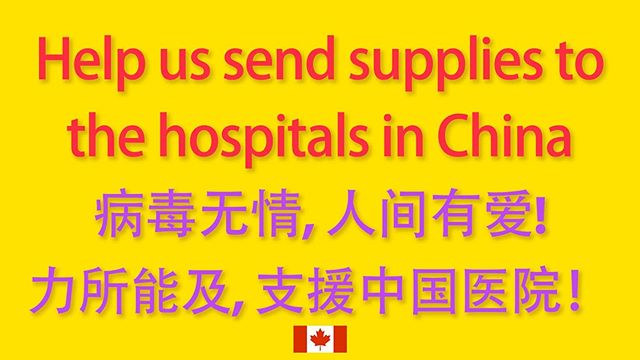 Help us send supplies to
the hospitals in China
病毒无情, 人间有爱!
力所能及, 支援中国医院！